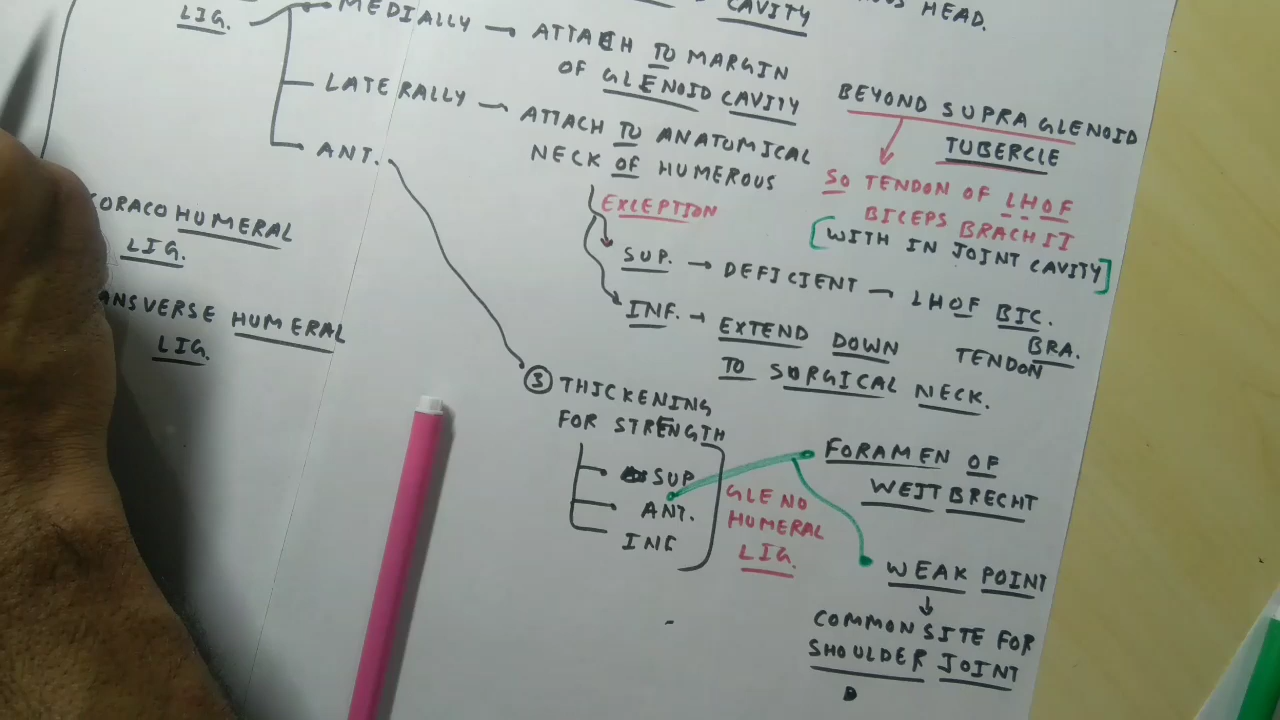 CAVITY
HEAD.
LIG.
MEDIALLY → ATTACH TO MARGIN
OF GLENOID CAVITY
LATERALLY → ATTACH TO ANATOMICAL
NECK OF HUMEROUS
ANT.
BEYOND SUPRA GLENOID
TUBERCLE
SO TENDON OF LHOF
BICEPS BRACHII
[WITH IN JOINT CAVITY]
EXCEPTION
SUP. → DEFICIENT → LHOF BIC.
BRA.
TENDON
INF. → EXTEND DOWN
TO SURGICAL NECK.
CORACO HUMERAL
LIG.
ANSVERSE HUMERAL
LIG.
③ THICKENING
FOR STRENGTH
SUP
ANT.
INF
GLENO
HUMERAL
LIG.
FORAMEN OF
WEITBRECHT
WEAK POINT
↓
COMMON SITE FOR
SHOULDER JOINT
D